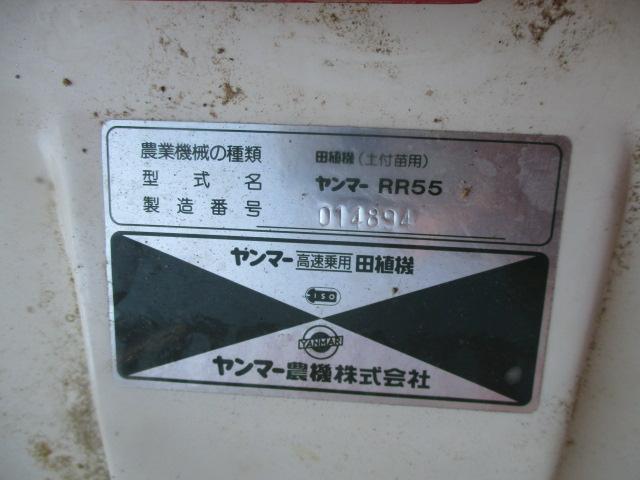 農業機械の種類 田植機(土付苗用)
型式名 ヤンマー RR55
製造番号 014894
ヤンマー高速乗用田植機
ISO
YANMAR
ヤンマー農機株式会社